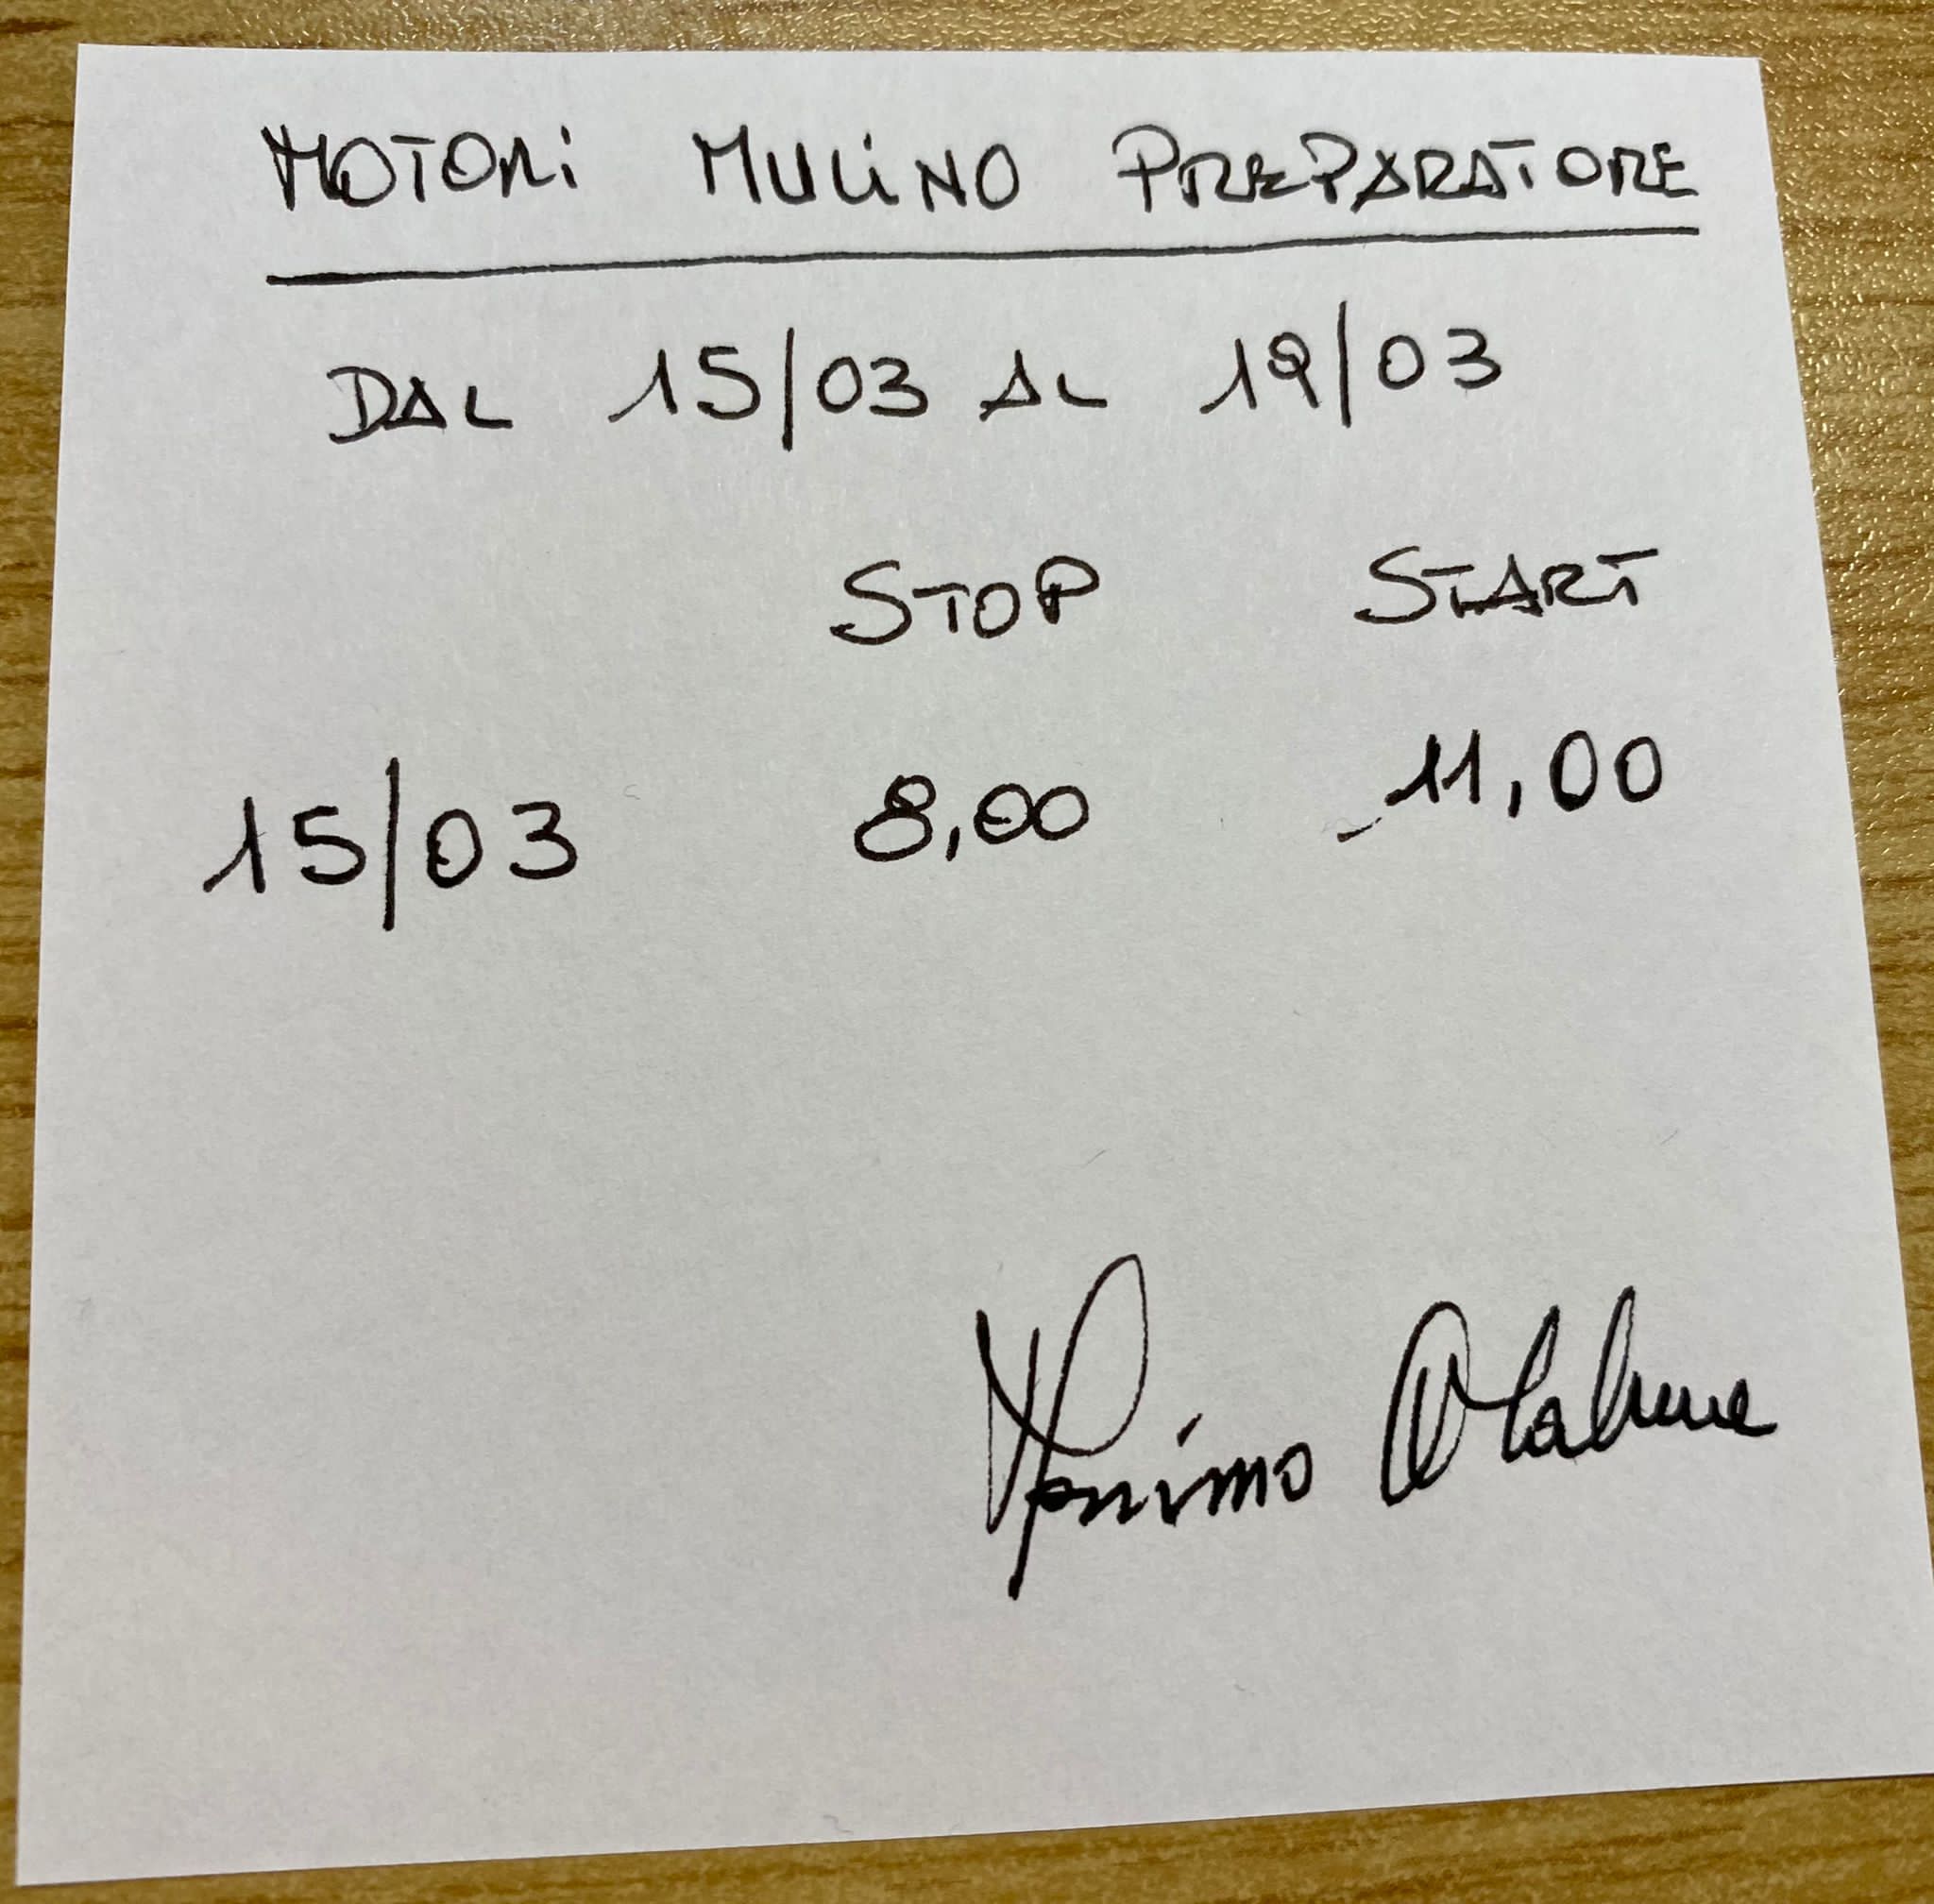 MOTORi MULiNO PREPARATORE
DAL 15/03 AL 19/03
STOP START
15/03 8,00 11,00